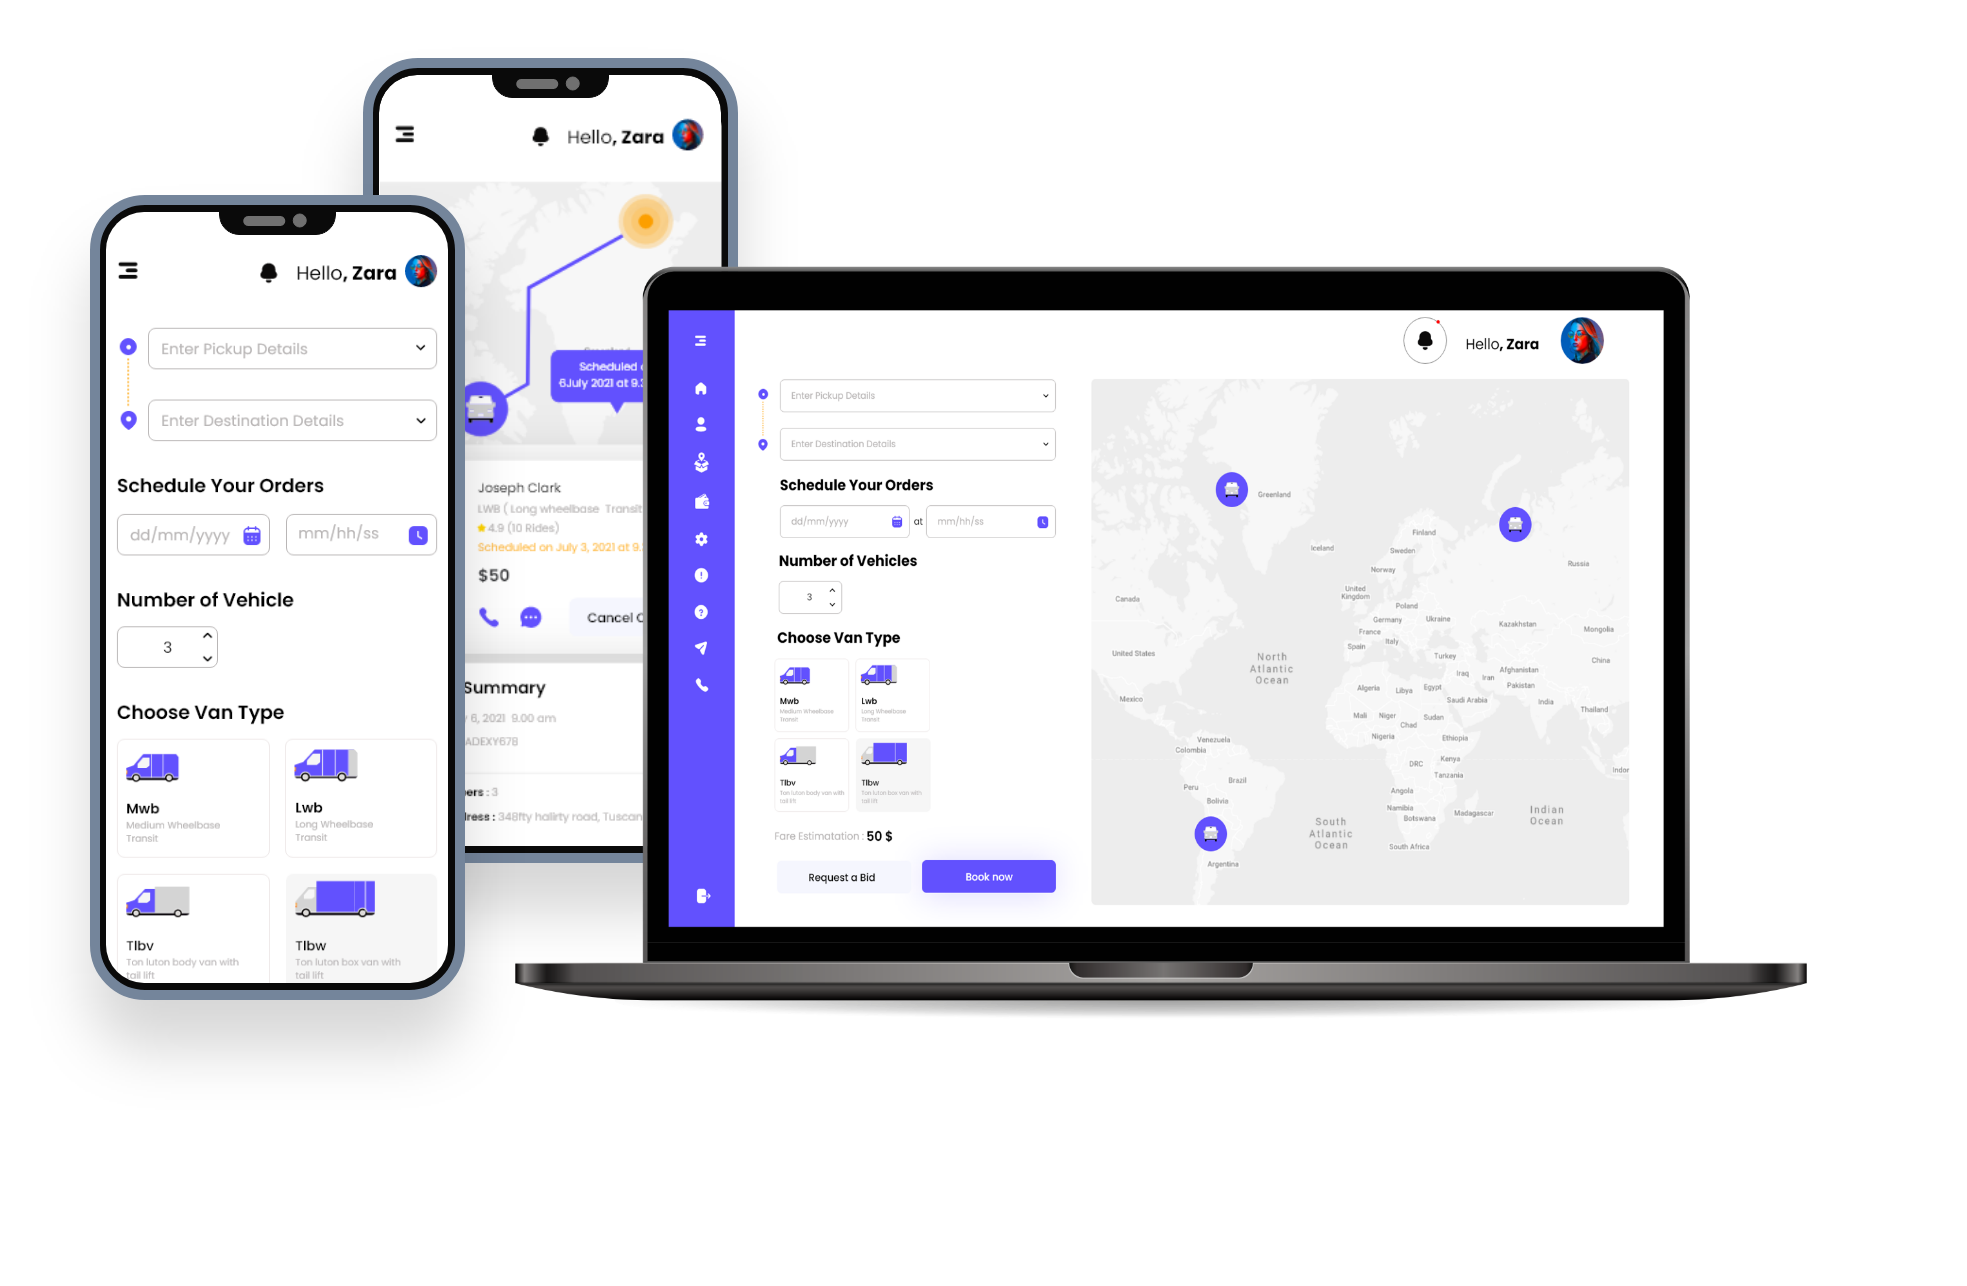 Hello, Zara
Enter Pickup Details
Enter Destination Details
Schedule Your Orders
dd/mm/yyyy
mm/hh/ss
Number of Vehicle
3
Choose Van Type
Mwb
Medium Wheelbase
Transit
Lwb
Long Wheelbase
Transit
Tlbv
Ton luton body van with
tail lift
Tlbw
Ton luton box van with
tail lift
Hello, Zara
Scheduled
6July 2021 at 9.
Joseph Clark
LWB ( Long wheelbase Transit
4.9 (10 Rides)
Scheduled on July 3, 2021 at 9.
$50
Cancel
Summary
6, 2021 9.00 am
ADEXY678
ers : 3
ress : 348fty halirty road, Tuscan
Hello, Zara
Enter Pickup Details
Enter Destination Details
Schedule Your Orders
dd/mm/yyyy at mm/hh/ss
Number of Vehicles
3
Choose Van Type
Mwb
Medium Wheelbase
Transit
Lwb
Long Wheelbase
Transit
Tlbv
Ton luton body van with
tail lift
Tlbw
Ton luton box van with
tail lift
Fare Estimatation : 50 $
Request a Bid
Book now
Greenland
Iceland
Finland
Sweden
Norway
Russia
United
Kingdom
Canada
Poland
Germany
Ukraine
France
Kazakhstan
Mongolia
Italy
Spain
United States
North
Atlantic
Ocean
Turkey
China
Iraq
Iran
Afghanistan
Pakistan
Algeria
Libya
Egypt
Saudi Arabia
India
Mexico
Thailand
Mali
Niger
Chad
Sudan
Nigeria
Ethiopia
Venezuela
Colombia
DRC
Kenya
Tanzania
Indon
Brazil
Peru
Bolivia
Angola
Namibia
Botswana
Madagascar
Indian
Ocean
South
Atlantic
Ocean
South Africa
Argentina